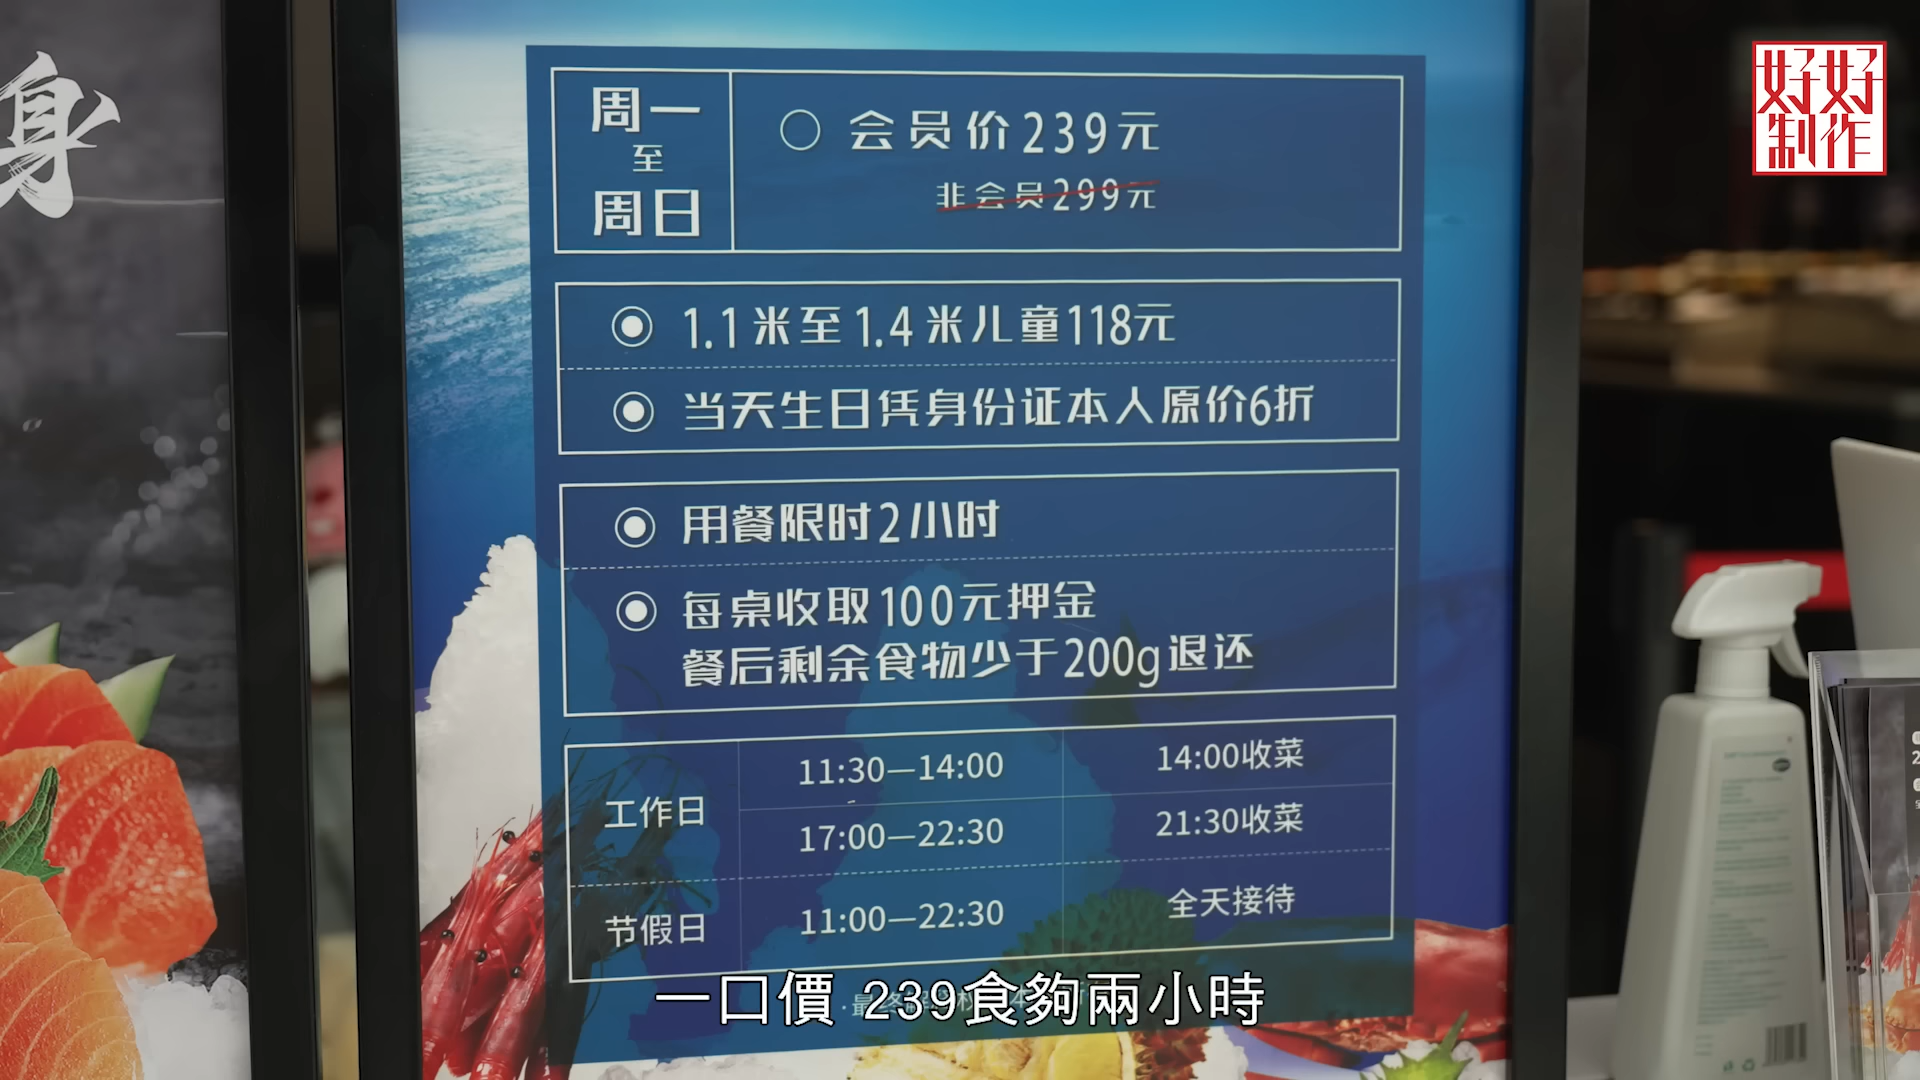 身
好好
制作
周一
至
周日
会员价239元
非会员299元
1.1米至1.4米儿童118元
当天生日凭身份证本人原价6折
用餐限时2小时
每桌收取100元押金
餐后剩余食物少于200g退还
工作日
11:30—14:00
14:00收菜
17:00—22:30
21:30收菜
节假日
11:00—22:30
全天接待
一口價 239食夠兩小時